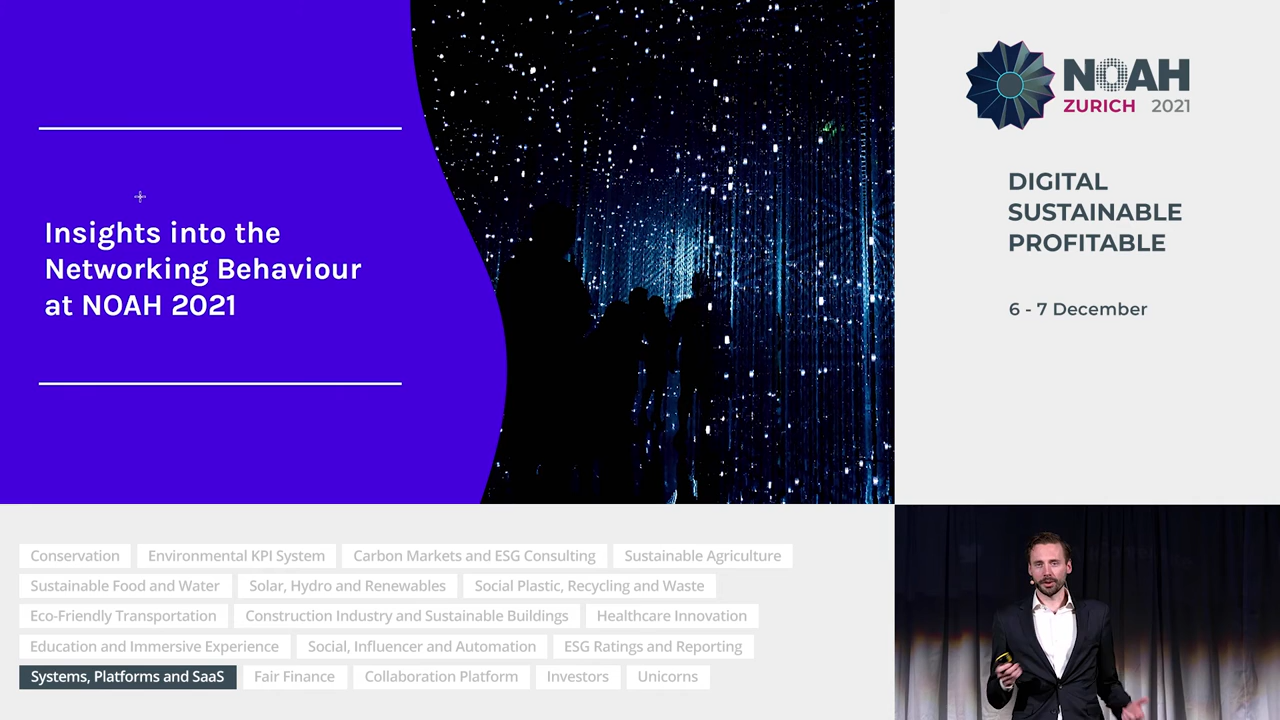 Insights into the
Networking Behaviour
at NOAH 2021
NOAH
ZURICH 2021
DIGITAL
SUSTAINABLE
PROFITABLE
6 - 7 December
Conservation Environmental KPI System Carbon Markets and ESG Consulting Sustainable Agriculture
Sustainable Food and Water Solar, Hydro and Renewables Social Plastic, Recycling and Waste
Eco-Friendly Transportation Construction Industry and Sustainable Buildings Healthcare Innovation
Education and Immersive Experience Social, Influencer and Automation ESG Ratings and Reporting
Systems, Platforms and SaaS Fair Finance Collaboration Platform Investors Unicorns